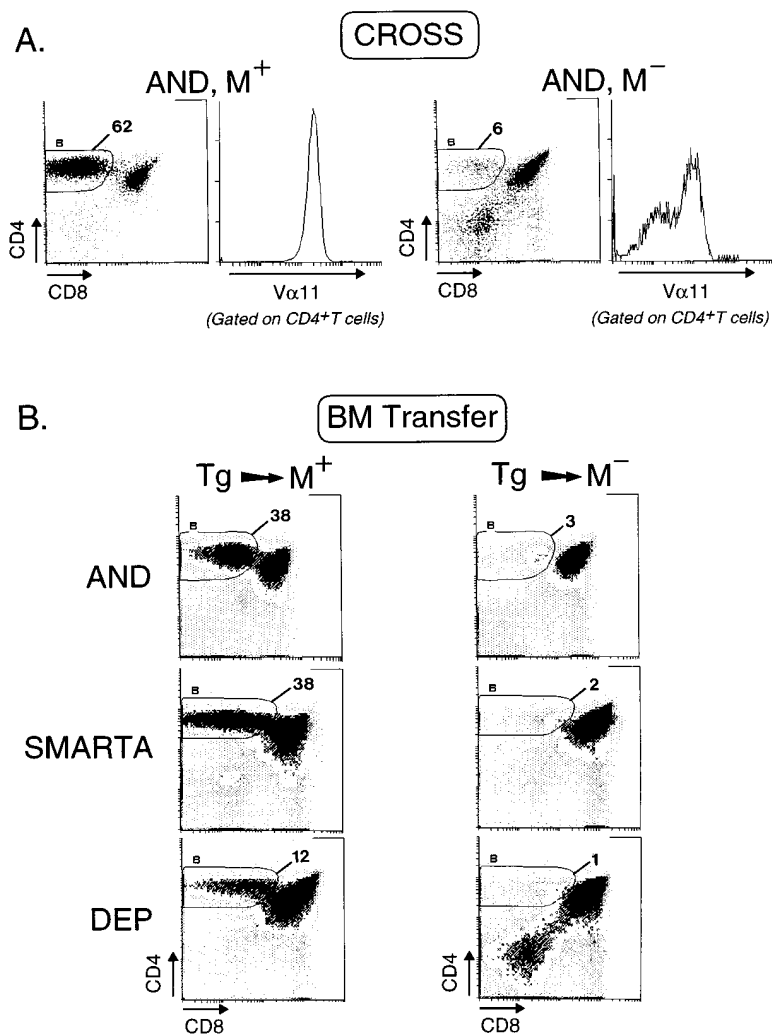 A.
CROSS
AND, M+
AND, M−
B
62
CD4
CD8
Vα11
(Gated on CD4+T cells)
B
6
CD4
CD8
Vα11
(Gated on CD4+T cells)
B.
BM Transfer
Tg M+
Tg M−
AND
B
38
B
3
SMARTA
B
38
B
2
DEP
B
12
CD4
CD8
B
1
CD4
CD8